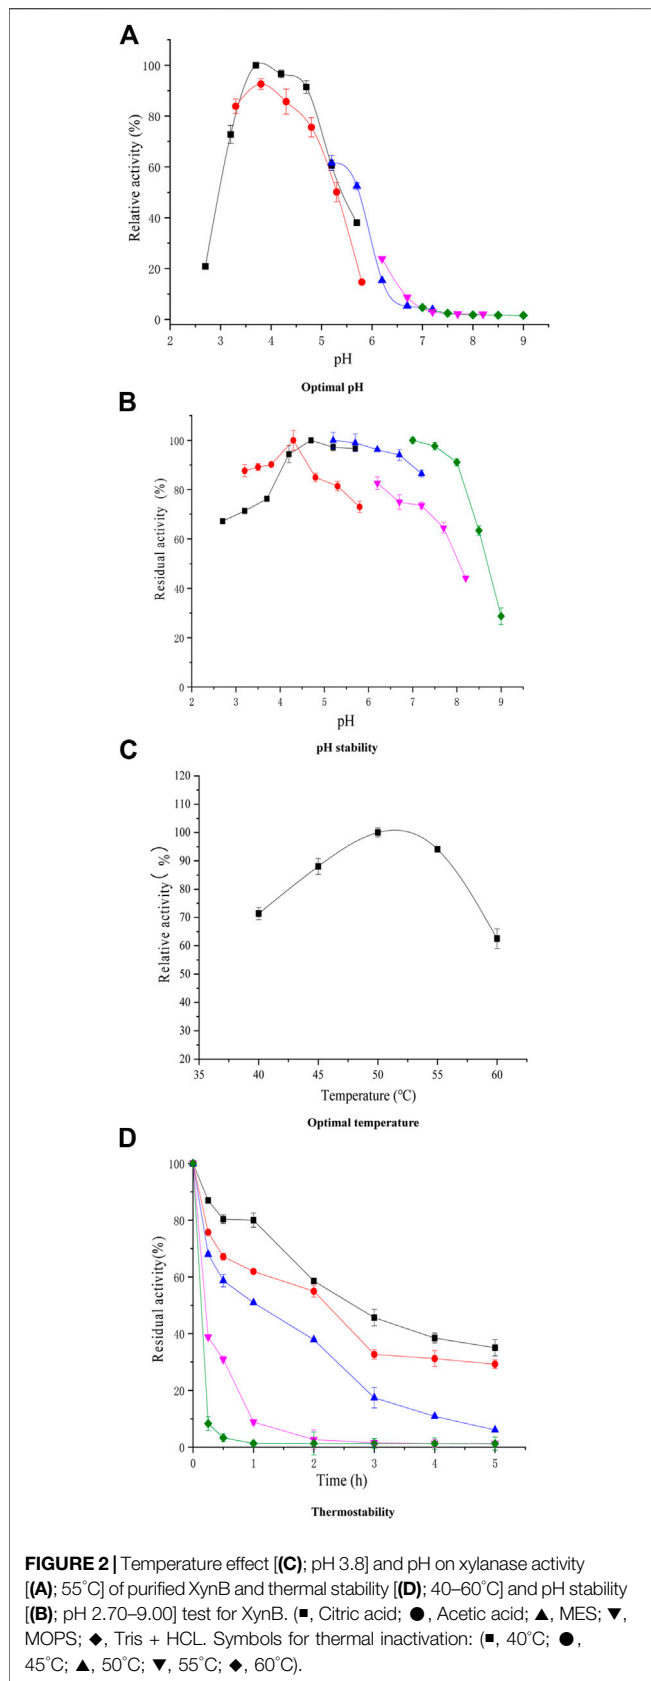 A
100
80
60
40
20
0
Relative activity (%)
2 3 4 5 6 7 8 9
pH
Optimal pH
B
100
80
60
40
20
0
Residual activity (%)
2 3 4 5 6 7 8 9
pH
pH stability
C
120
110
100
90
80
70
60
50
40
30
20
Relative activity (%)
35 40 45 50 55 60
Temperature (°C)
Optimal temperature
D
100
80
60
40
20
0
Residual activity(%)
0 1 2 3 4 5
Time (h)
Thermostability
FIGURE 2 | Temperature effect [(C); pH 3.8] and pH on xylanase activity
[(A); 55°C] of purified XynB and thermal stability [(D); 40–60°C] and pH stability
[(B); pH 2.70–9.00] test for XynB. (■, Citric acid; ●, Acetic acid; ▲, MES; ▼,
MOPS; ◆, Tris + HCL. Symbols for thermal inactivation: (■, 40°C; ●,
45°C; ▲, 50°C; ▼, 55°C; ◆, 60°C).